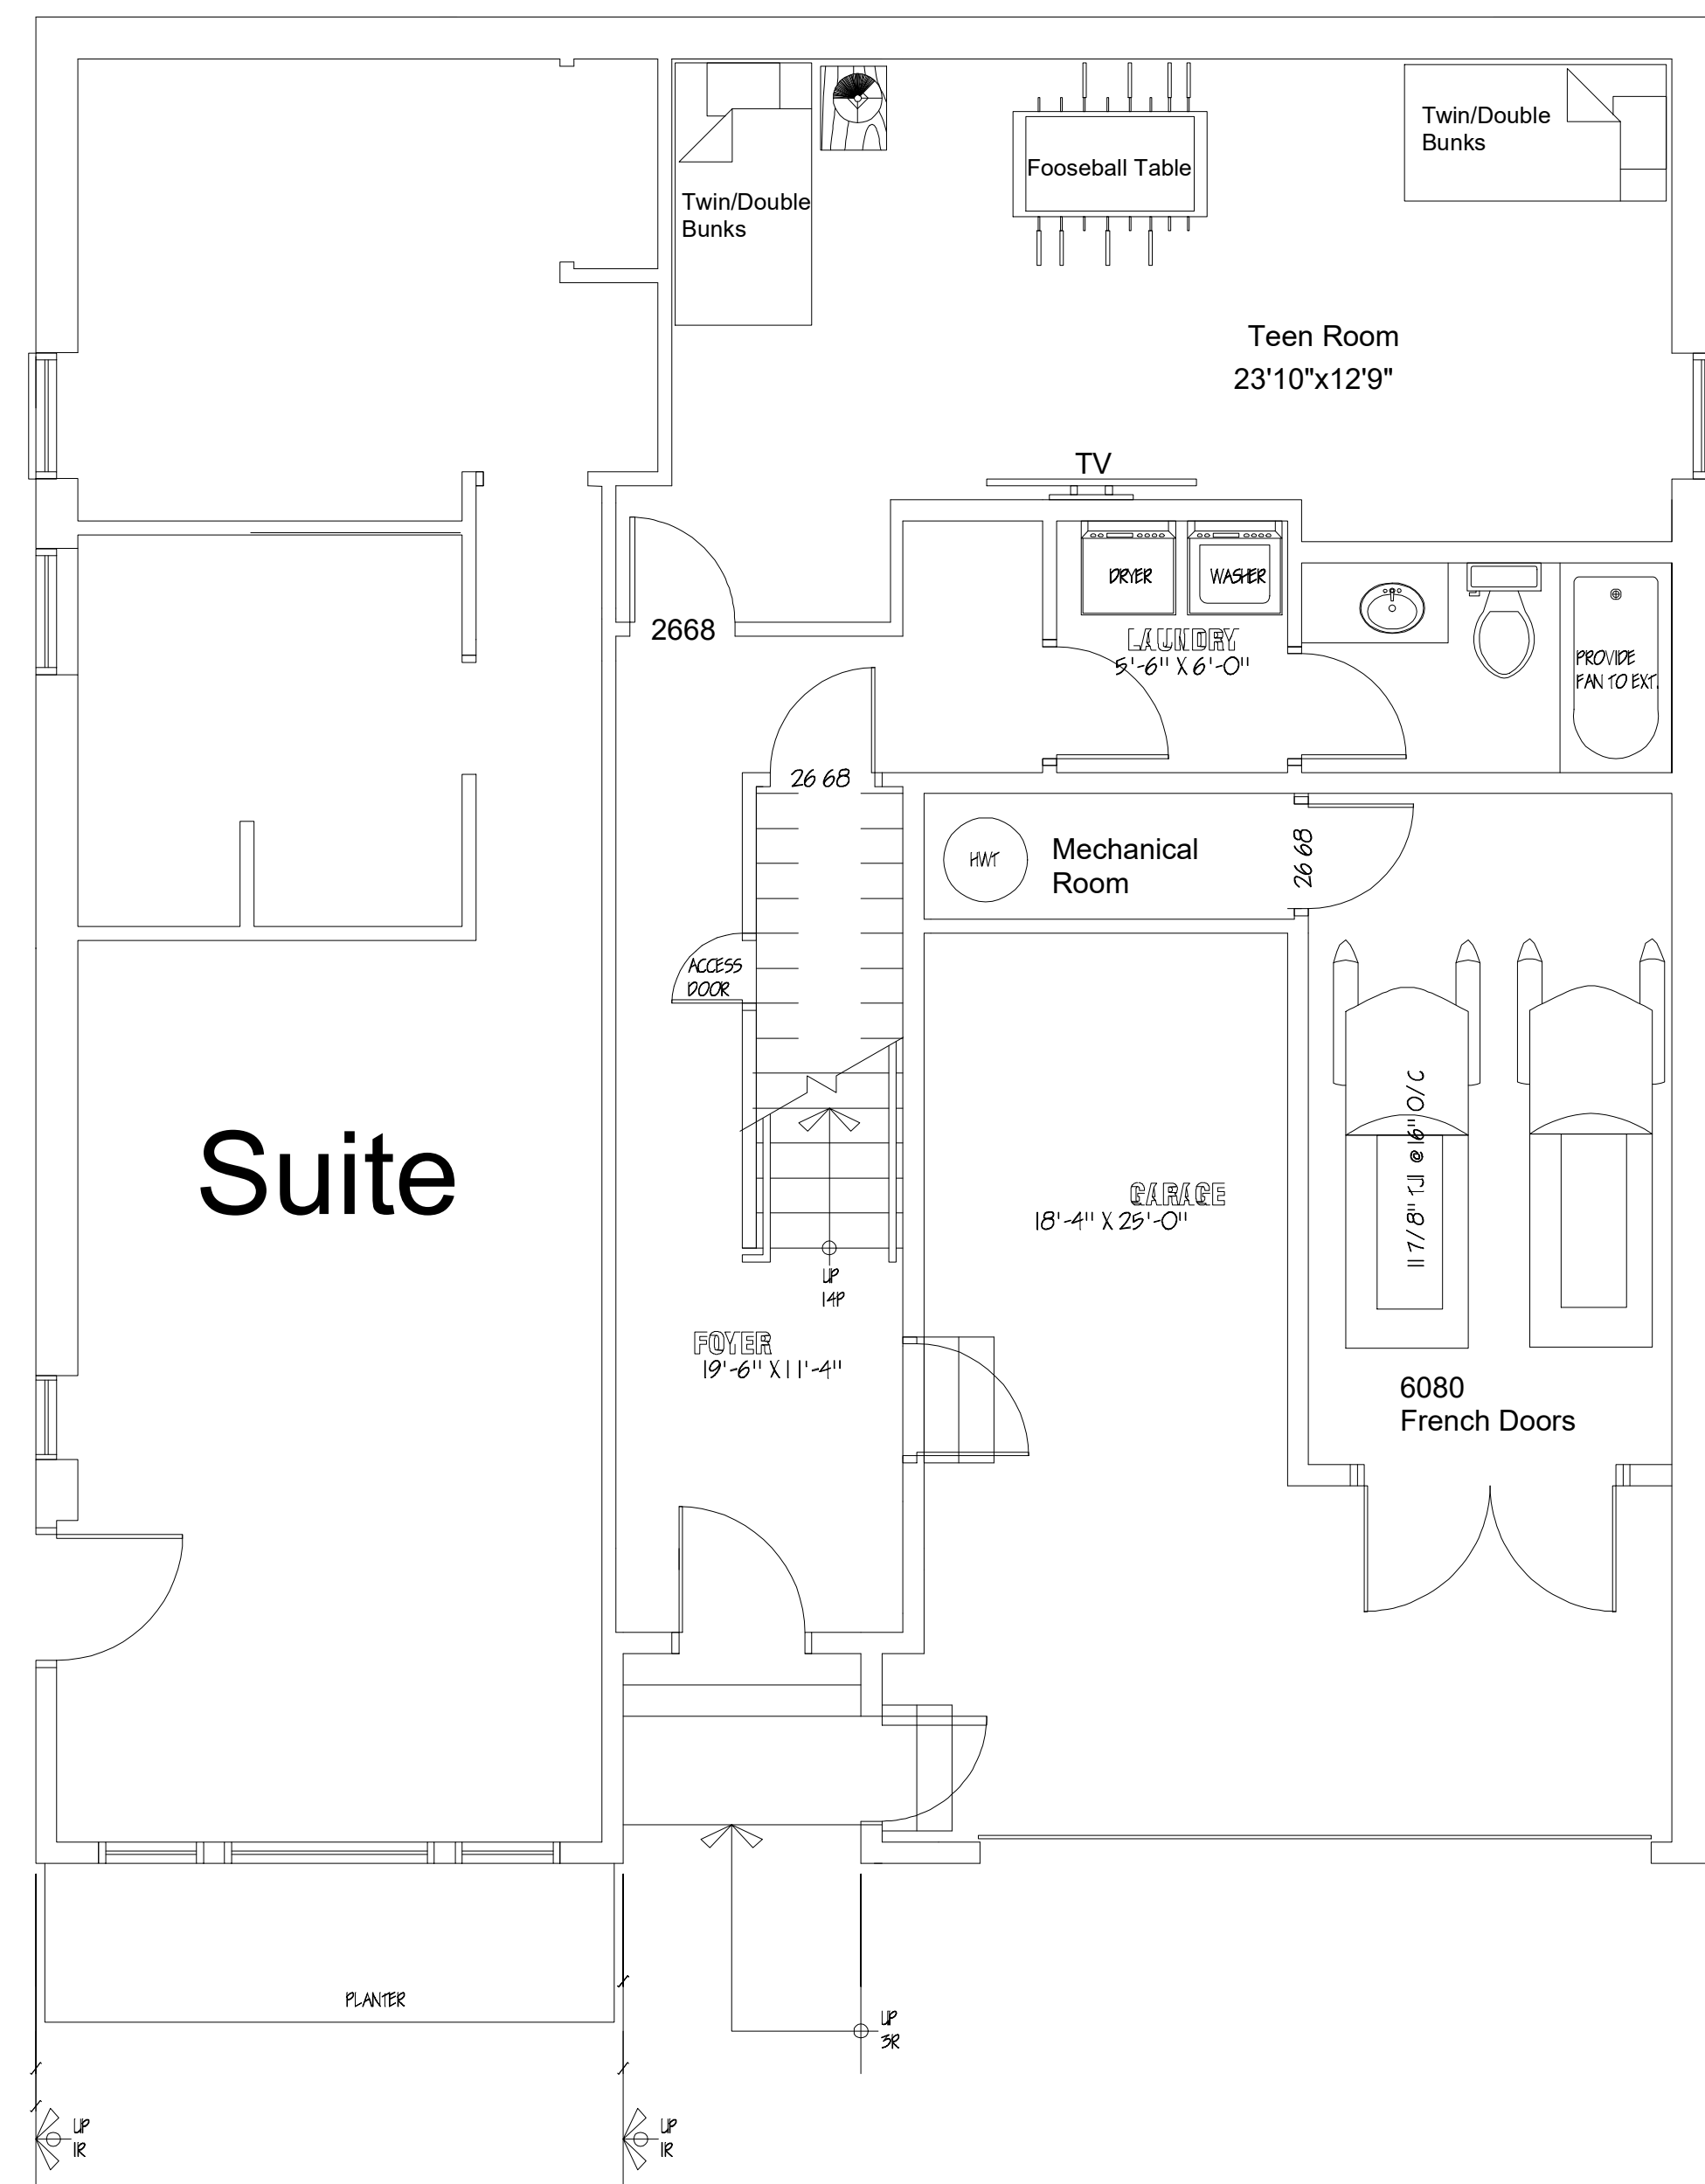 Twin/Double
Bunks
Fooseball Table
Twin/Double
Bunks
Teen Room
23'10"x12'9"
TV
DRYER
WASHER
2668
LAUNDRY
5'-6" X 6'-0"
PROVIDE
FAN TO EXT.
26 68
HWT
Mechanical
Room
26 68
ACCESS
DOOR
Suite
11 7/8" TJI @ 16" O/C
GARAGE
18'-4" X 25'-0"
UP
14P
FOYER
19'-6" X 11'-4"
6080
French Doors
PLANTER
UP
3R
UP
1R
UP
1R